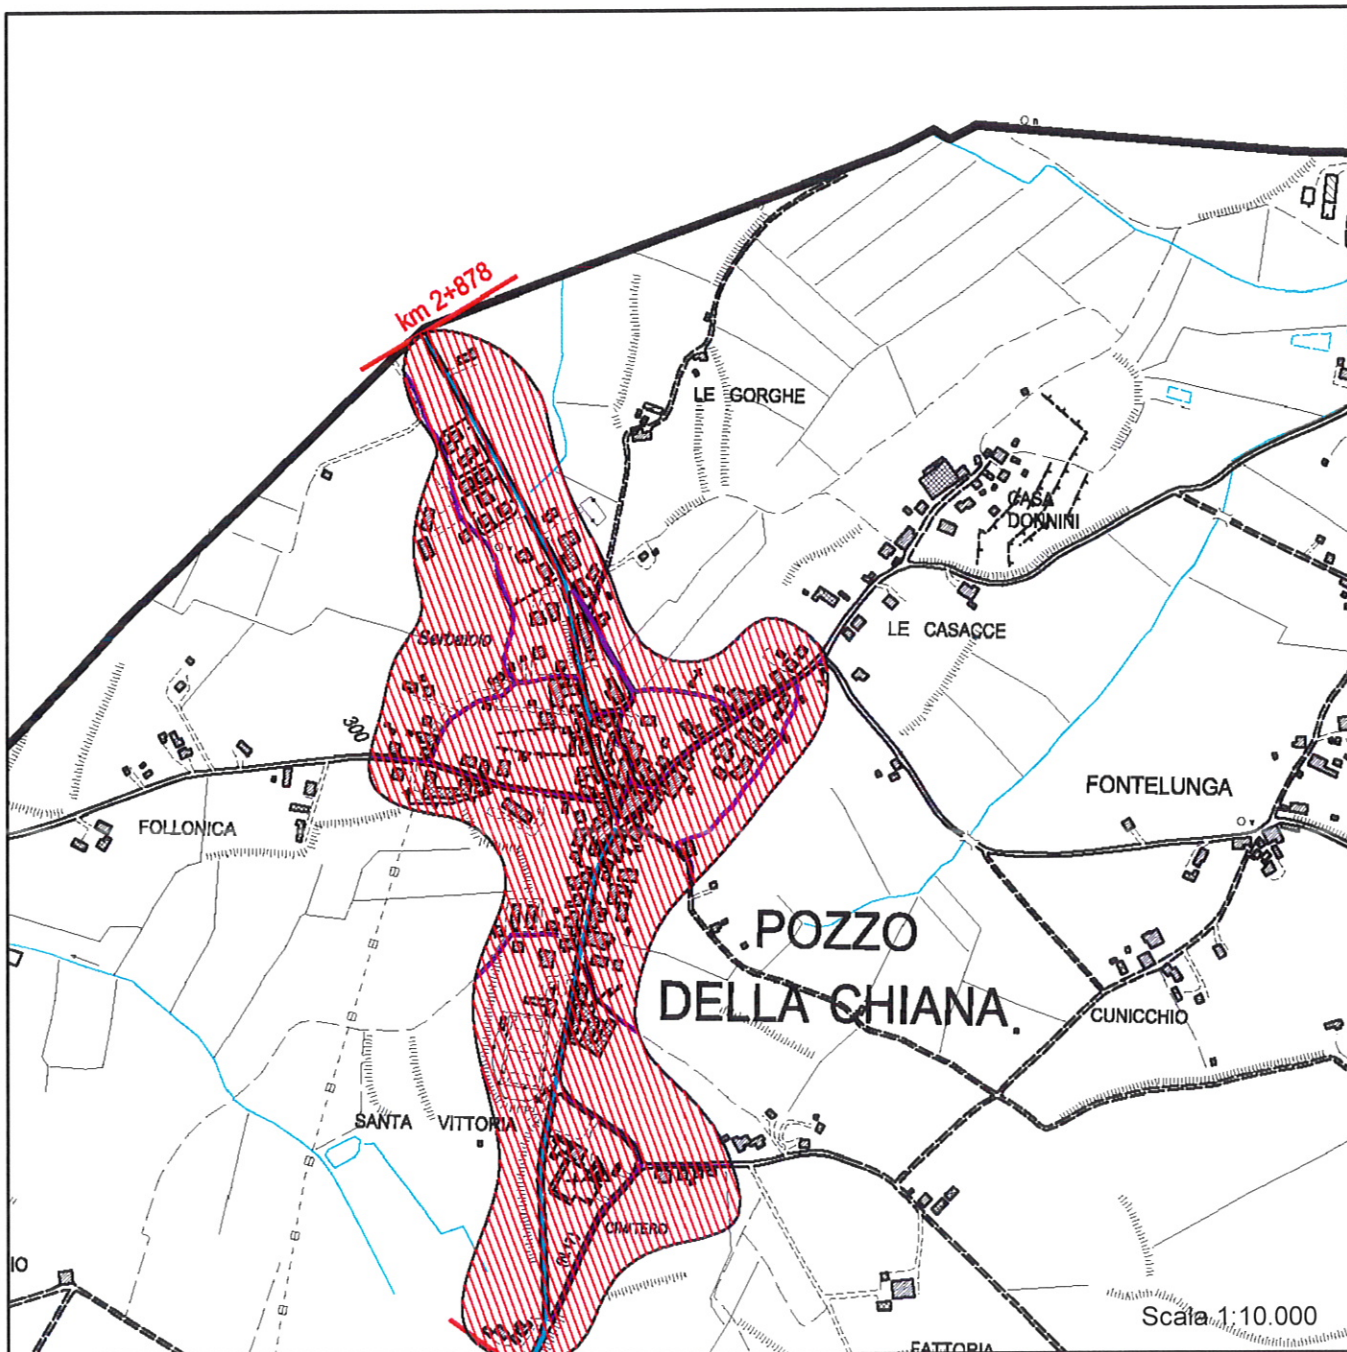 km 2+878
LE GORGHE
CASA
DONNINI
LE CASACCE
Serbatoio
300
FOLLONICA
FONTELUNGA
POZZO
DELLA CHIANA
CUNICCHIO
SANTA VITTORIA
CIMITERO
IO
Scala 1:10.000
FATTORIA